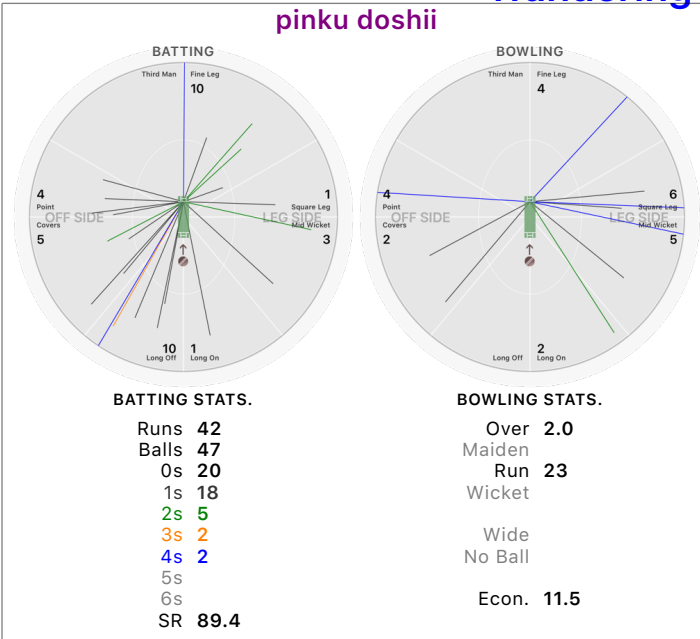 pinku doshii
BATTING
Third Man
Fine Leg
10
4
Point
OFF SIDE
Covers
5
1
Square Leg
LEG SIDE
Mid Wicket
3
10
Long Off
1
Long On
BATTING STATS.
Runs 42
Balls 47
0s 20
1s 18
2s 5
3s 2
4s 2
5s
6s
SR 89.4
BOWLING
Third Man
Fine Leg
4
4
Point
OFF SIDE
Covers
2
6
Square Leg
LEG SIDE
Mid Wicket
5
Long Off
2
Long On
BOWLING STATS.
Over 2.0
Maiden
Run 23
Wicket
Wide
No Ball
Econ. 11.5